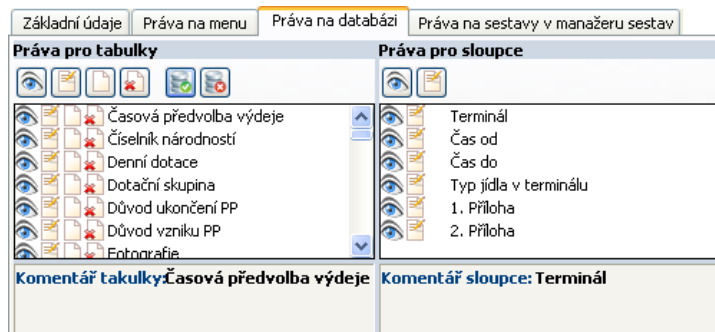 Základní údaje Práva na menu Práva na databázi Práva na sestavy v manažeru sestav
Práva pro tabulky
Časová předvolba výdeje
Číselník národností
Denní dotace
Dotační skupina
Důvod ukončení PP
Důvod vzniku PP
Fotografie
Komentář takulky:Časová předvolba výdeje
Práva pro sloupce
Terminál
Čas od
Čas do
Typ jídla v terminálu
1. Příloha
2. Příloha
Komentář sloupce: Terminál